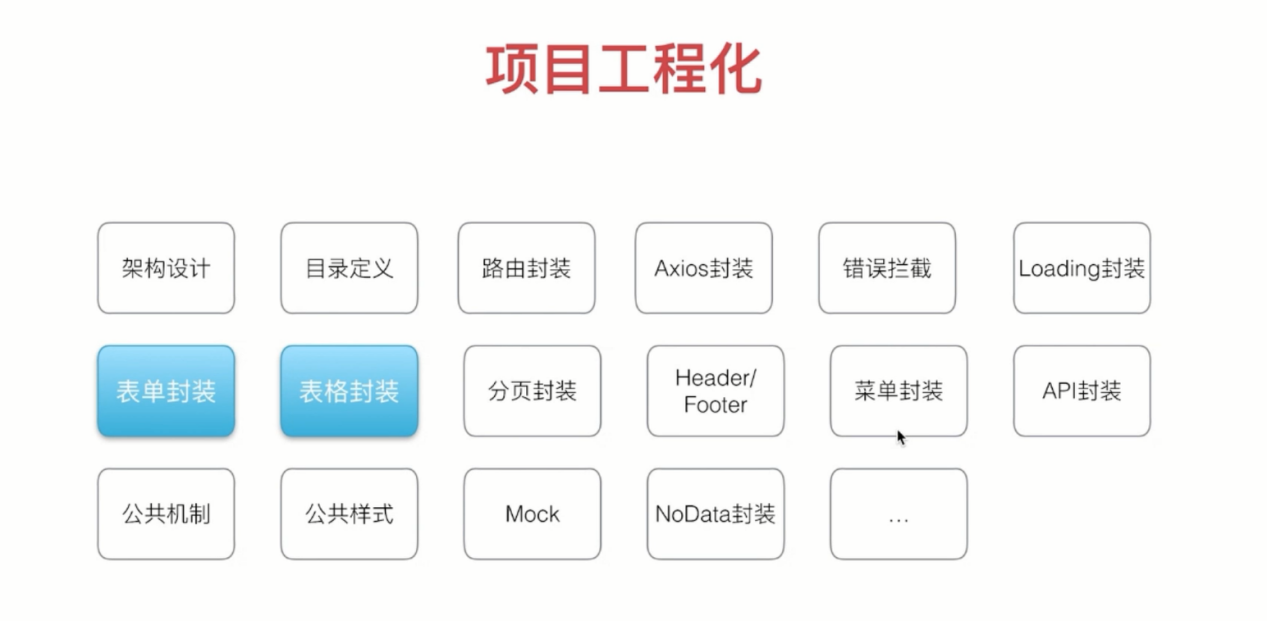 项目工程化
架构设计
目录定义
路由封装
Axios封装
错误拦截
Loading封装
表单封装
表格封装
分页封装
Header/
Footer
菜单封装
API封装
公共机制
公共样式
Mock
NoData封装
...